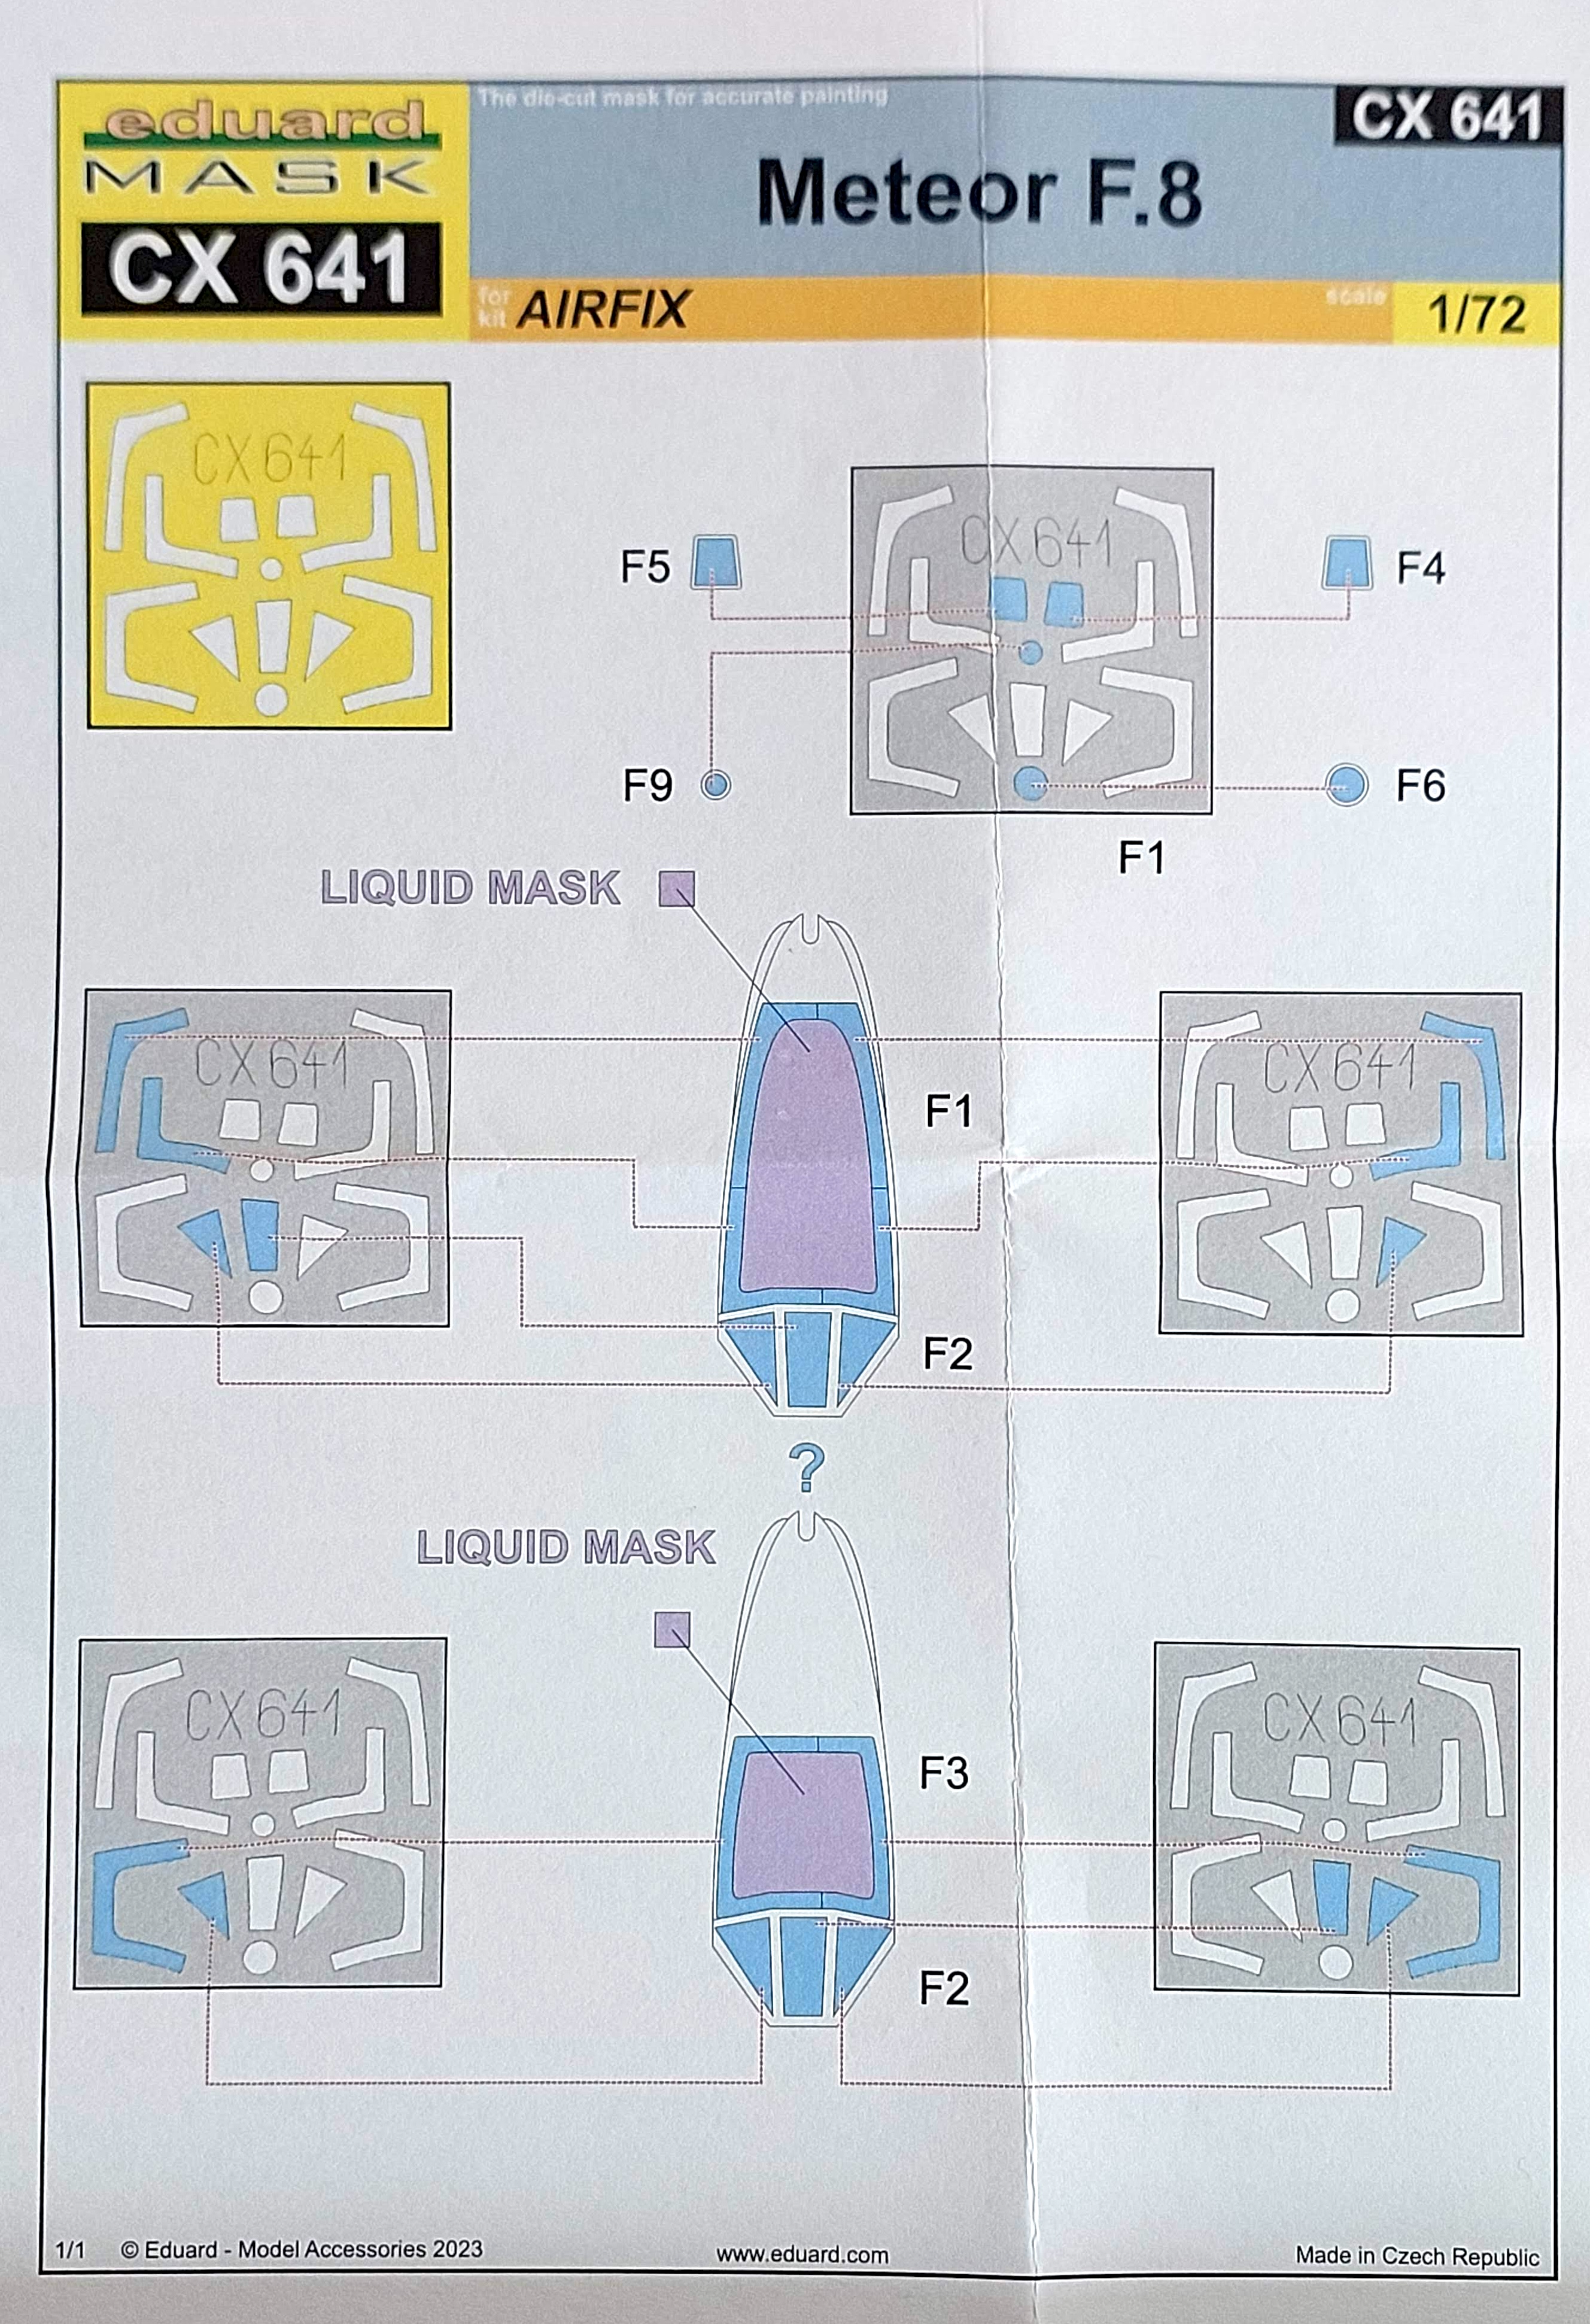 eduard
MASK
CX 641
The die-cut mask for accurate painting
CX 641
Meteor F.8
for
kit
AIRFIX
scale
1/72
CX641
CX641
F5
F4
F9
F6
F1
LIQUID MASK
CX641
CX641
F1
F2
?
LIQUID MASK
CX641
CX641
F3
F2
1/1 © Eduard - Model Accessories 2023
www.eduard.com
Made in Czech Republic